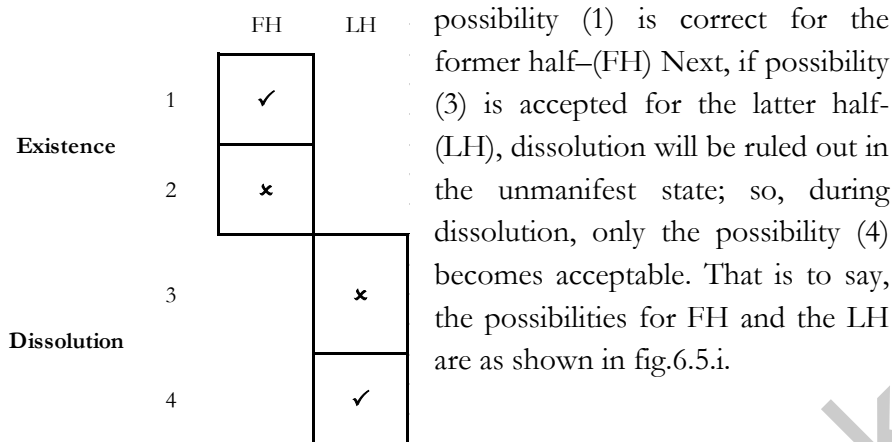 FH LH
1 ✓
Existence
2 ×
3 ×
Dissolution
4 ✓
possibility (1) is correct for the
former half–(FH) Next, if possibility
(3) is accepted for the latter half-
(LH), dissolution will be ruled out in
the unmanifest state; so, during
dissolution, only the possibility (4)
becomes acceptable. That is to say,
the possibilities for FH and the LH
are as shown in fig.6.5.i.